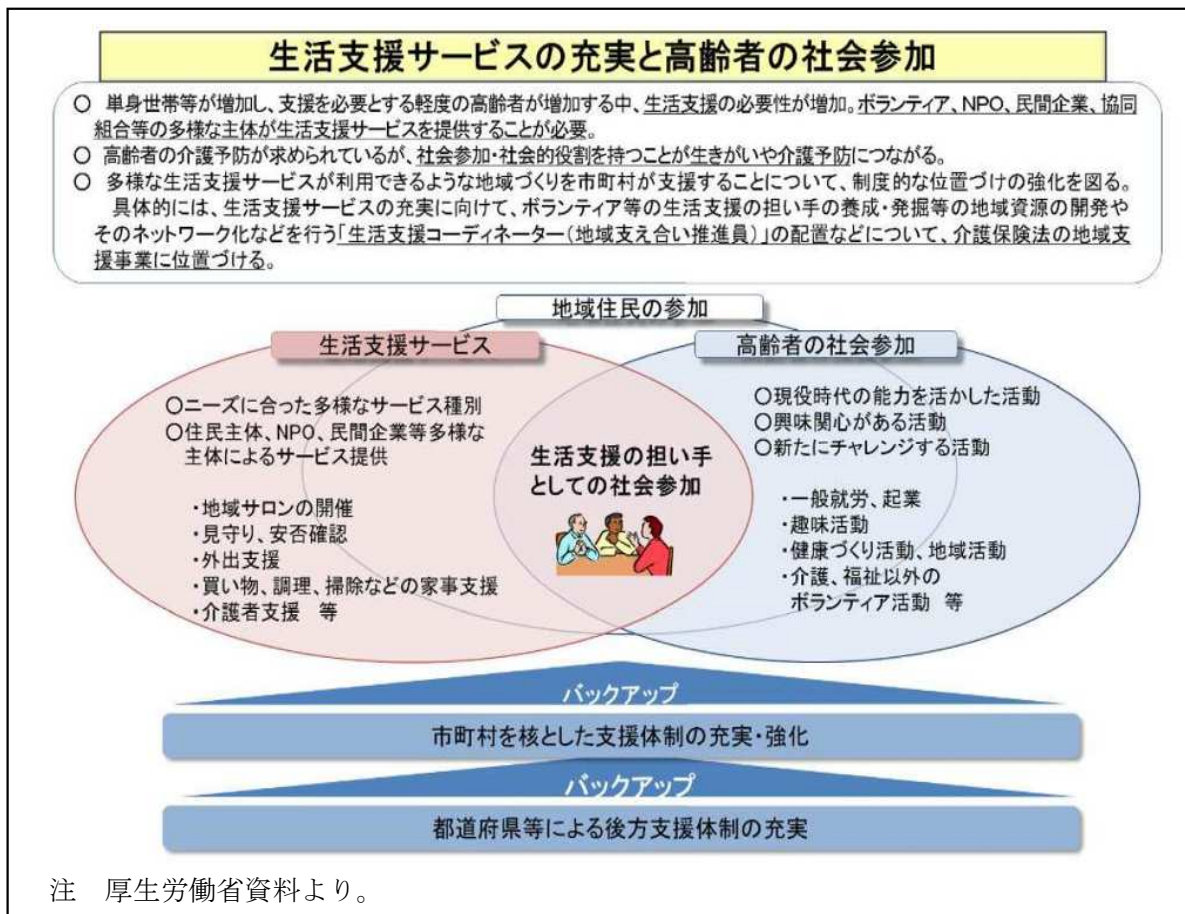 生活支援サービスの充実と高齢者の社会参加
○ 単身世帯等が増加し、支援を必要とする軽度の高齢者が増加する中、生活支援の必要性が増加。ボランティア、NPO、民間企業、協同
組合等の多様な主体が生活支援サービスを提供することが必要。
○ 高齢者の介護予防が求められているが、社会参加・社会的役割を持つことが生きがいや介護予防につながる。
○ 多様な生活支援サービスが利用できるような地域づくりを市町村が支援することについて、制度的な位置づけの強化を図る。
具体的には、生活支援サービスの充実に向けて、ボランティア等の生活支援の担い手の養成・発掘等の地域資源の開発や
そのネットワーク化などを行う「生活支援コーディネーター(地域支え合い推進員)」の配置などについて、介護保険法の地域支
援事業に位置づける。
地域住民の参加
生活支援サービス
○ニーズに合った多様なサービス種別
○住民主体、NPO、民間企業等多様な
主体によるサービス提供
・地域サロンの開催
・見守り、安否確認
・外出支援
・買い物、調理、掃除などの家事支援
・介護者支援 等
生活支援の担い手
としての社会参加
高齢者の社会参加
○現役時代の能力を活かした活動
○興味関心がある活動
○新たにチャレンジする活動
・一般就労、起業
・趣味活動
・健康づくり活動、地域活動
・介護、福祉以外の
ボランティア活動 等
バックアップ
市町村を核とした支援体制の充実・強化
バックアップ
都道府県等による後方支援体制の充実
注 厚生労働省資料より。